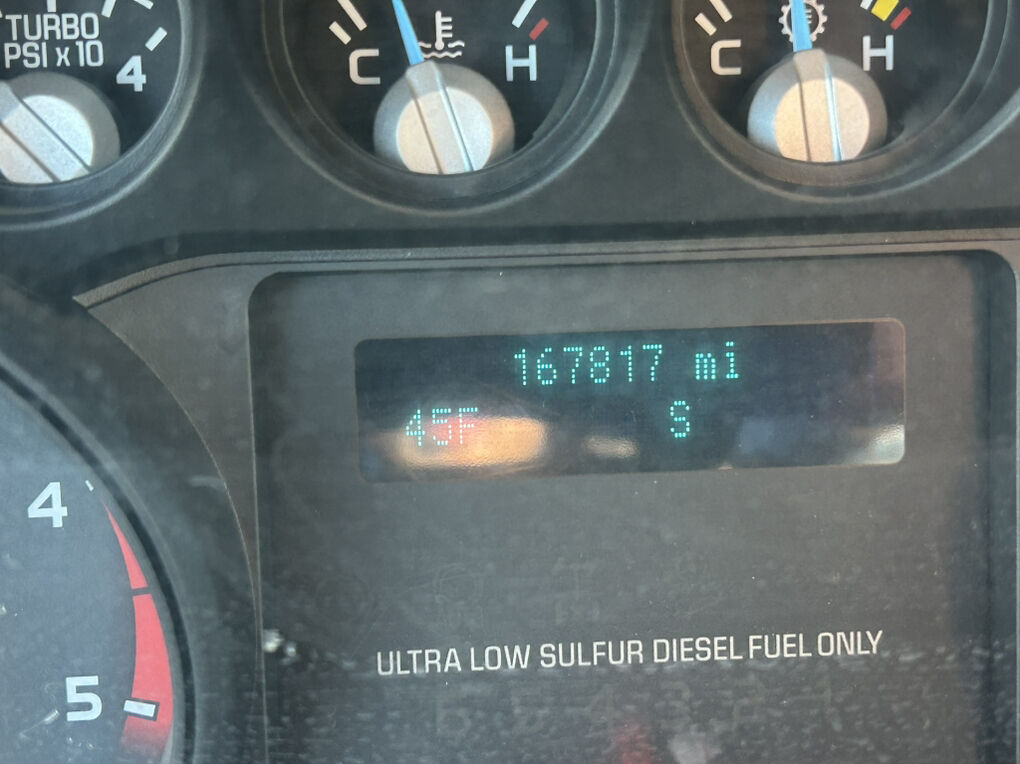 TURBO
PSI x 10
4
C H
C H
167817 mi
45F S
4
ULTRA LOW SULFUR DIESEL FUEL ONLY
5